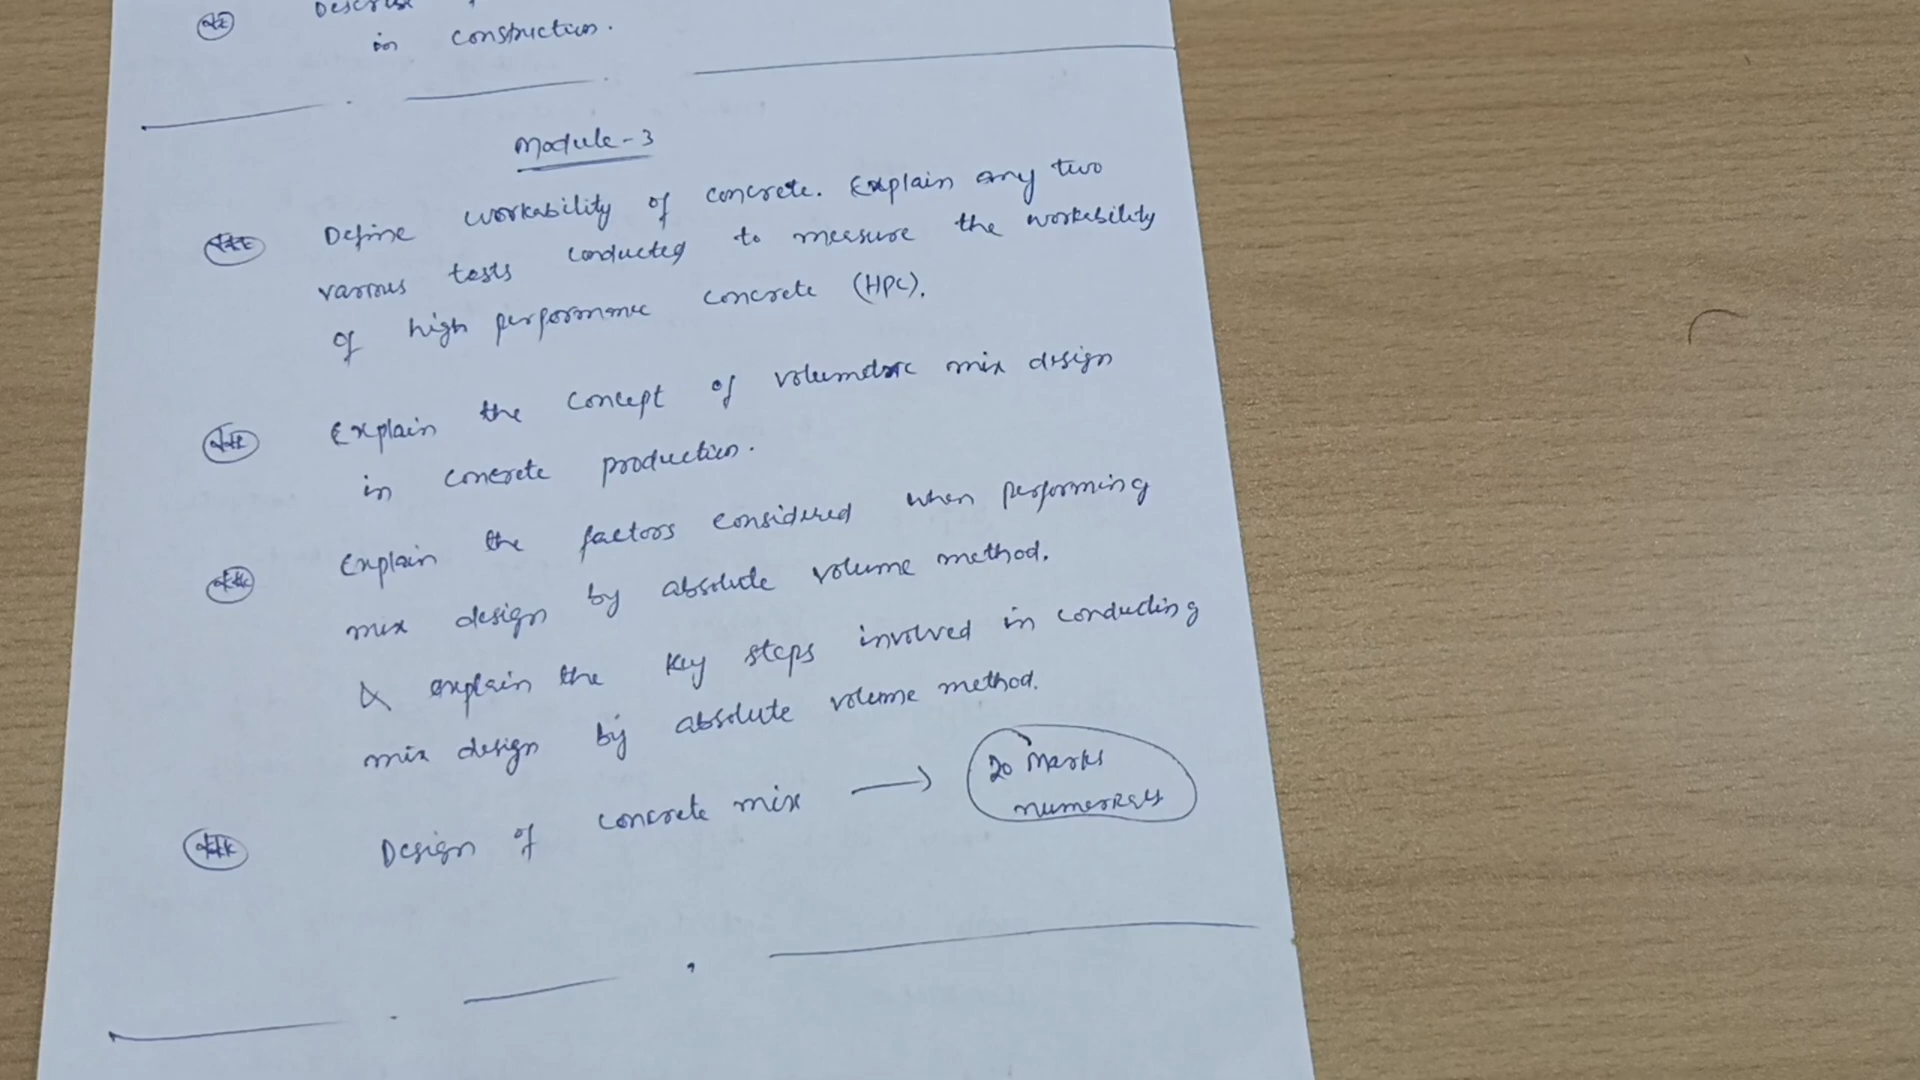 Describe
in construction.
Module-3
*** Define workability of concrete. Explain any two
various tests conducted to measure the workability
of high performance concrete (HPC).
*** Explain the concept of volumetric mix design
in concrete production.
*** Explain the factors considered when performing
mix design by absolute volume method.
& explain the key steps involved in conducting
mix design by absolute volume method.
*** Design of concrete mix → 20 Marks
numericals